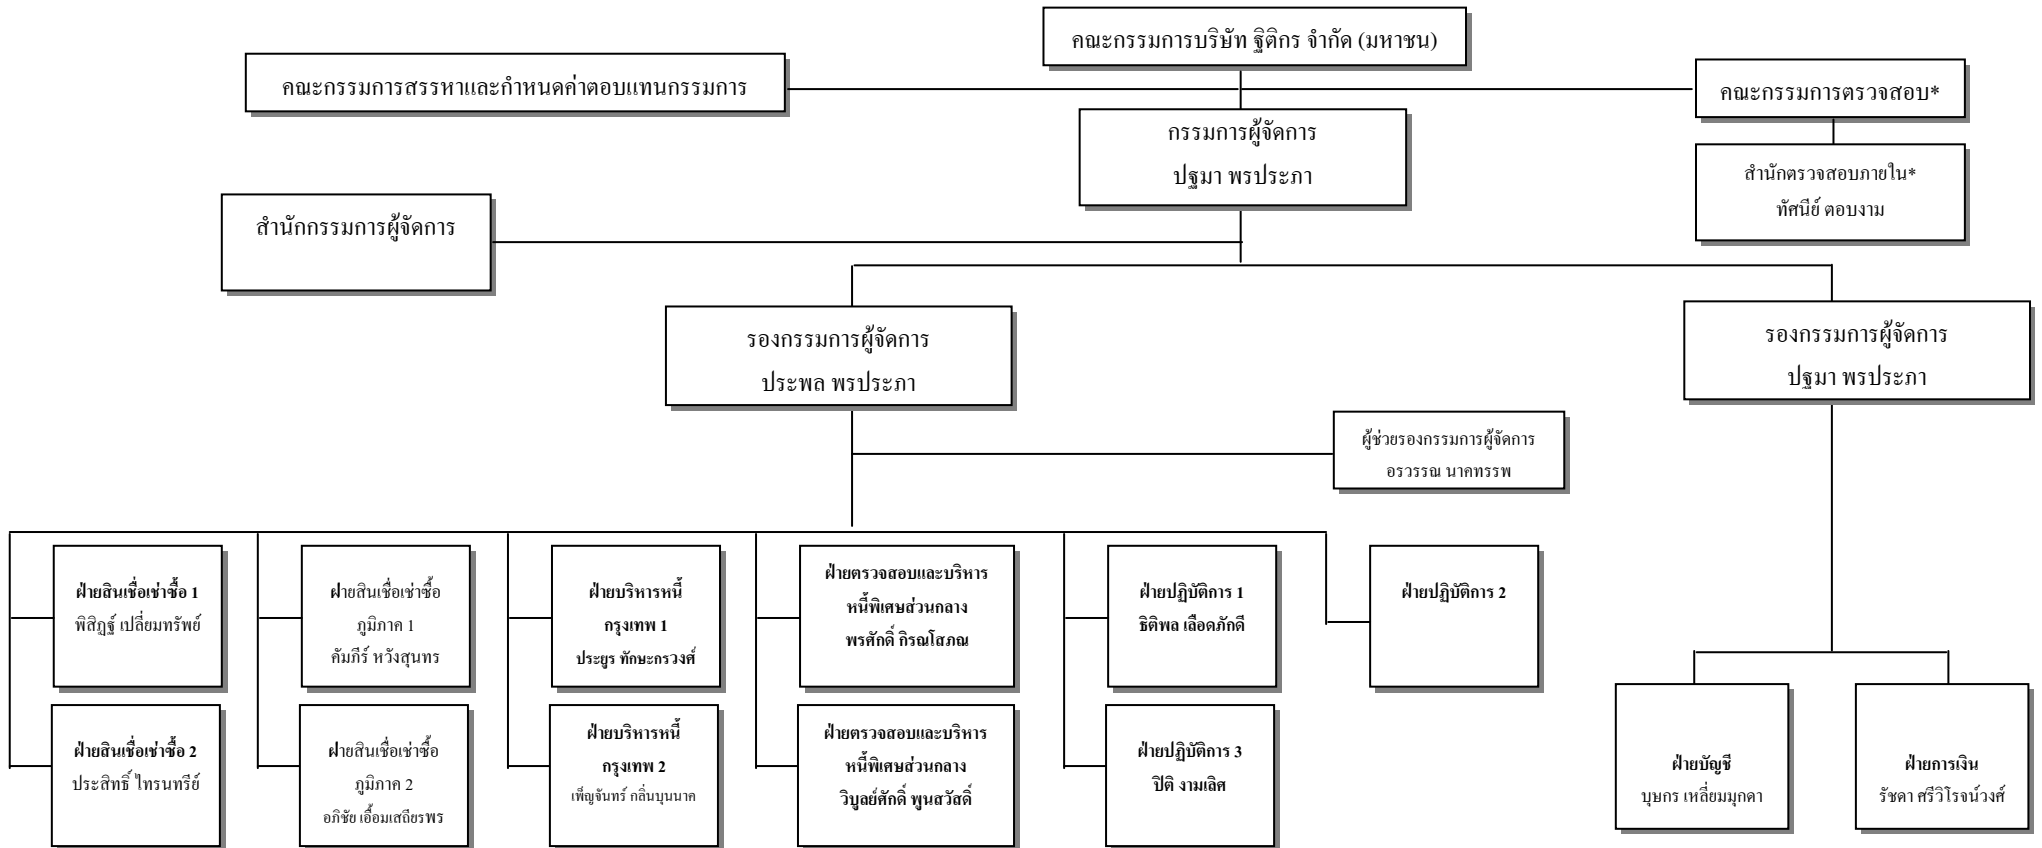 คณะกรรมการบริษัท ฐิติกร จำกัด (มหาชน)
คณะกรรมการสรรหาและกำหนดค่าตอบแทนกรรมการ
คณะกรรมการตรวจสอบ*
กรรมการผู้จัดการ
ปฐมา พรประภา
สำนักตรวจสอบภายใน*
ทัศนีย์ ตอบงาม
สำนักกรรมการผู้จัดการ
รองกรรมการผู้จัดการ
ประพล พรประภา
รองกรรมการผู้จัดการ
ปฐมา พรประภา
ผู้ช่วยรองกรรมการผู้จัดการ
อรวรรณ นาคทรรพ
ฝ่ายสินเชื่อเช่าซื้อ 1
พิสิฏฐ์ เปลี่ยมทรัพย์
ฝ่ายสินเชื่อเช่าซื้อ
ภูมิภาค 1
คัมภีร์ หวังสุนทร
ฝ่ายบริหารหนี้
กรุงเทพ 1
ประยูร ทักษะกรวงศ์
ฝ่ายตรวจสอบและบริหาร
หนี้พิเศษส่วนกลาง
พรศักดิ์ กิรณโสภณ
ฝ่ายปฏิบัติการ 1
ธิติพล เลือดภักดี
ฝ่ายปฏิบัติการ 2
ฝ่ายสินเชื่อเช่าซื้อ 2
ประสิทธิ์ ไทรนทรีย์
ฝ่ายสินเชื่อเช่าซื้อ
ภูมิภาค 2
อภิชัย เอื้อมเสถียรพร
ฝ่ายบริหารหนี้
กรุงเทพ 2
เพ็ญจันทร์ กลิ่นบุนนาค
ฝ่ายตรวจสอบและบริหาร
หนี้พิเศษส่วนกลาง
วิบูลย์ศักดิ์ พูนสวัสดิ์
ฝ่ายปฏิบัติการ 3
ปิติ งามเลิศ
ฝ่ายบัญชี
บุษกร เหลี่ยมมุกดา
ฝ่ายการเงิน
รัชดา ศรีวิโรจน์วงศ์